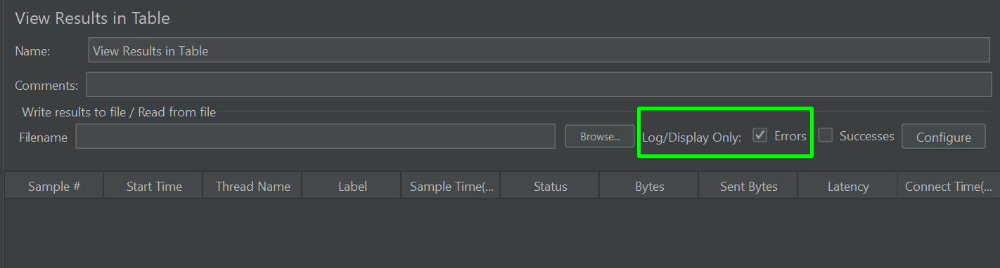 View Results in Table
Name: View Results in Table
Comments:
Write results to file / Read from file
Filename Browse... Log/Display Only: Errors Successes Configure
Sample # Start Time Thread Name Label Sample Time(... Status Bytes Sent Bytes Latency Connect Time(...